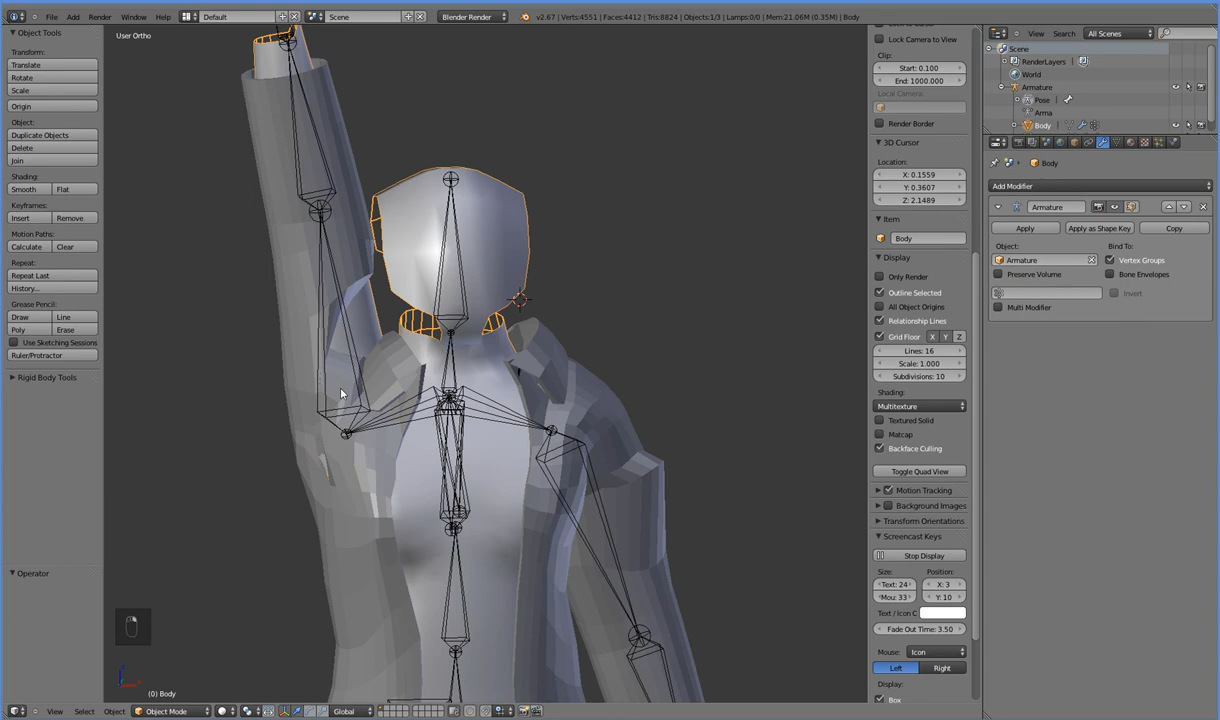 File Add Render Window Help Default Scene Blender Render v2.67 | Verts:4551 | Faces:4412 | Tris:8824 | Objects:1/3 | Lamps:0/0 | Mem:21.06M (0.35M) | Body
Object Tools
Transform:
Translate
Rotate
Scale
Origin
Object:
Duplicate Objects
Delete
Join
Shading:
Smooth Flat
Keyframes:
Insert Remove
Motion Paths:
Calculate Clear
Repeat:
Repeat Last
History...
Grease Pencil:
Draw Line
Poly Erase
Use Sketching Sessions
Ruler/Protractor
Rigid Body Tools
Operator
User Ortho
(0) Body
View Select Object Object Mode Global
Lock Camera to View
Clip:
Start: 0.100
End: 1000.000
Local Camera:
Render Border
3D Cursor
Location:
X: 0.1559
Y: 0.3607
Z: 2.1489
Item
Body
Display
Only Render
Outline Selected
All Object Origins
Relationship Lines
Grid Floor X Y Z
Lines: 16
Scale: 1.000
Subdivisions: 10
Shading:
Multitexture
Textured Solid
Matcap
Backface Culling
Toggle Quad View
Motion Tracking
Background Images
Transform Orientations
Screencast Keys
Stop Display
Size: Position:
Text: 24 X: 3
Mou: 33 Y: 10
Text / Icon C
Fade Out Time: 3.50
Mouse: Icon
Left Right
Display:
Box
View Search All Scenes
Scene
RenderLayers |
World
Armature
Pose |
Arma
Body |
Body
Add Modifier
Armature
Apply Apply as Shape Key Copy
Object: Bind To:
Armature Vertex Groups
Preserve Volume Bone Envelopes
Invert
Multi Modifier